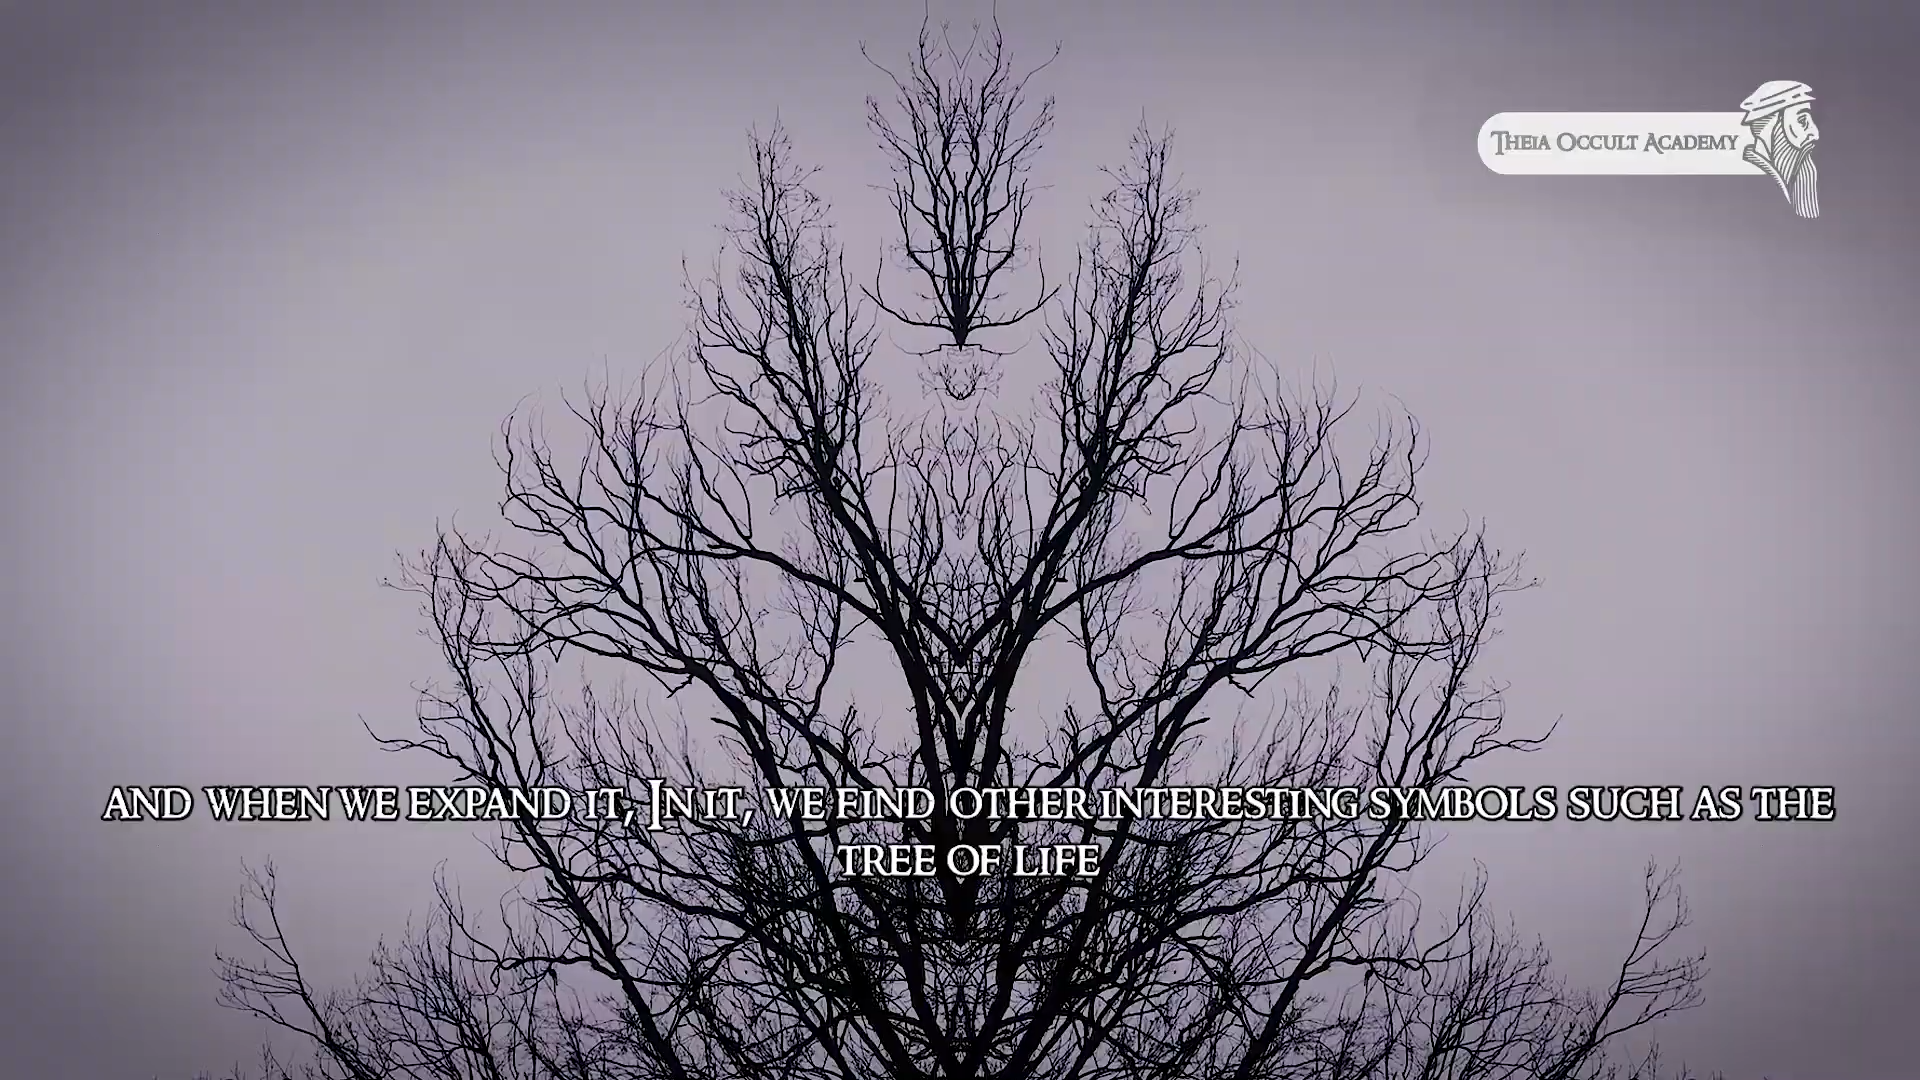 Theia Occult Academy
and when we expand it, In it, we find other interesting symbols such as the
tree of life